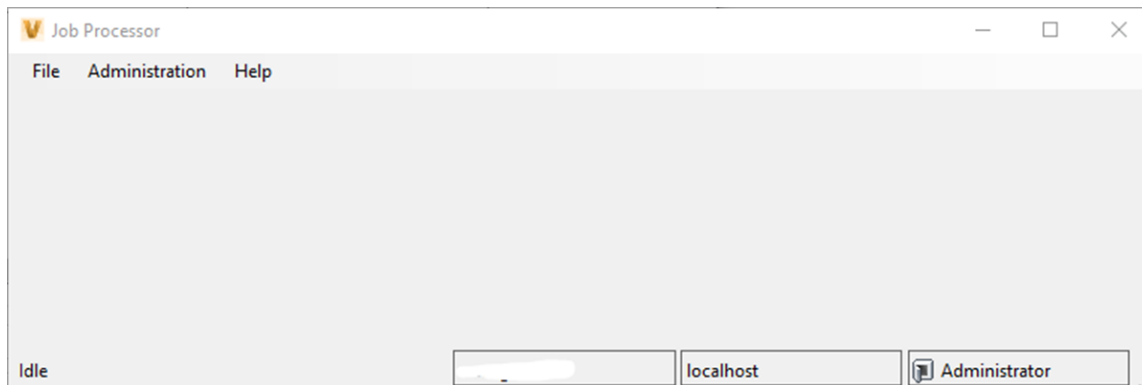 Job Processor
File Administration Help
Idle localhost Administrator